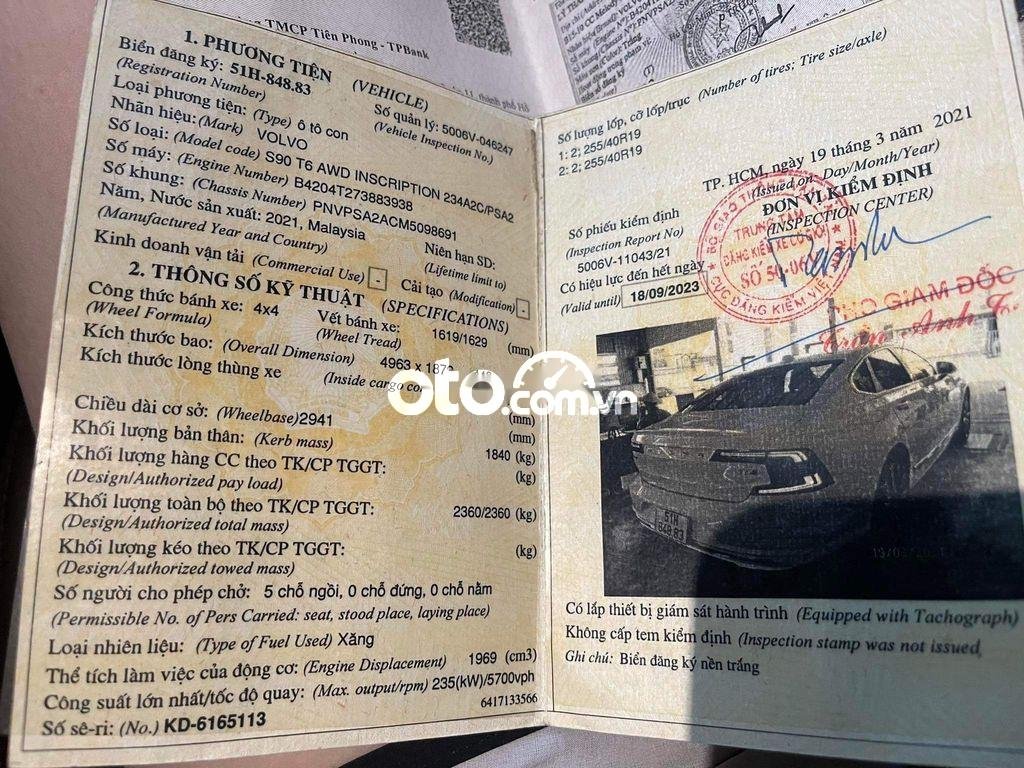 TMCP Tiên Phong - TPBank
1. PHƯƠNG TIỆN (VEHICLE)
Biển đăng ký: 51H-848.83
(Registration Number)
Số quản lý: 5006V-046247
(Vehicle Inspection No.)
Loại phương tiện: (Type) ô tô con
Nhãn hiệu: (Mark) VOLVO
Số loại: (Model code) S90 T6 AWD INSCRIPTION 234A2C/PSA2
Số máy: (Engine Number) B4204T273883938
Số khung: (Chassis Number) PNVPSA2ACM5098691
Năm, Nước sản xuất: 2021, Malaysia
(Manufactured Year and Country)
Niên hạn SD:
(Lifetime limit to)
Kinh doanh vận tải (Commercial Use) -
Cải tạo (Modification) -
2. THÔNG SỐ KỸ THUẬT (SPECIFICATIONS)
Công thức bánh xe: 4x4
(Wheel Formula)
Vết bánh xe: 1619/1629 (mm)
(Wheel Tread)
Kích thước bao: (Overall Dimension) 4963 x
Kích thước lòng thùng xe
(Inside cargo
(mm)
Chiều dài cơ sở: (Wheelbase)2941 (mm)
Khối lượng bản thân: (Kerb mass) 1840 (kg)
Khối lượng hàng CC theo TK/CP TGGT: (kg)
(Design/Authorized pay load)
Khối lượng toàn bộ theo TK/CP TGGT: 2360/2360 (kg)
(Design/Authorized total mass)
Khối lượng kéo theo TK/CP TGGT: (kg)
(Design/Authorized towed mass)
Số người cho phép chở: 5 chỗ ngồi, 0 chỗ đứng, 0 chỗ nằm
(Permissible No. of Pers Carried: seat, stood place, laying place)
Loại nhiên liệu: (Type of Fuel Used) Xăng
Thể tích làm việc của động cơ: (Engine Displacement) 1969 (cm3)
Công suất lớn nhất/tốc độ quay: (Max. output/rpm) 235(kW)/5700vph
6417133566
Số sê-ri: (No.) KD-6165113
Số lượng lốp, cỡ lốp/trục (Number of tires; Tire size/axle)
1: 2; 255/40R19
2: 2; 255/40R19
TP. HCM, ngày 19 tháng 3 năm 2021
(Issued on: Day/Month/Year)
ĐƠN VỊ KIỂM ĐỊNH
(INSPECTION CENTER)
Số phiếu kiểm định
(Inspection Report No)
5006V-11043/21
Có hiệu lực đến hết ngày
(Valid until) 18/09/2023
TRUNG TÂM
ĐĂNG KIỂM XE CƠ GIỚI
CỤC ĐĂNG KIỂM VIỆT
GIÁM ĐỐC
Trần Anh
oto.com.vn
51H
848.83
Có lắp thiết bị giám sát hành trình (Equipped with Tachograph)
Không cấp tem kiểm định (Inspection stamp was not issued)
Ghi chú: Biển đăng ký nền trắng